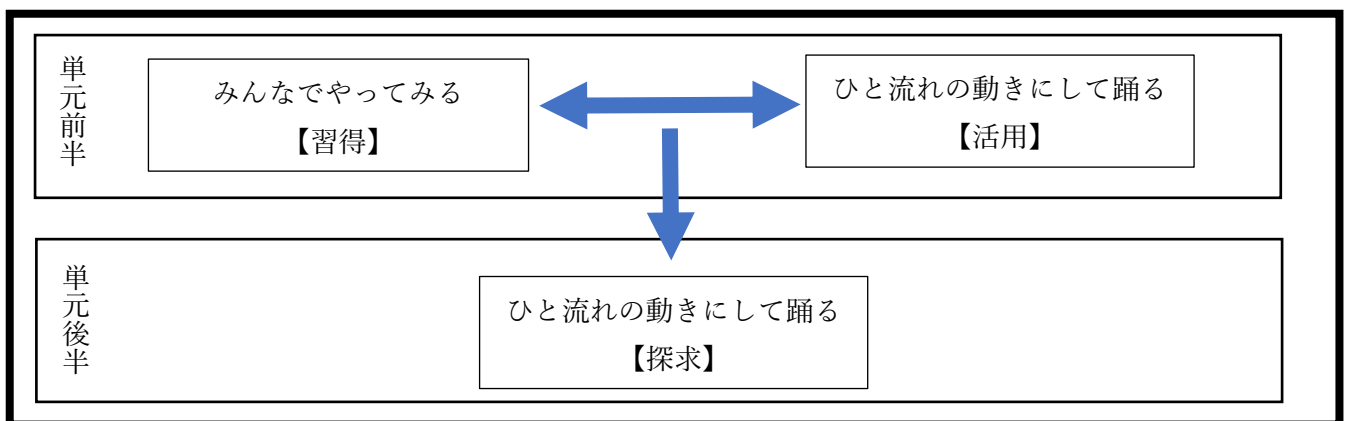 単元前半
みんなでやってみる
【習得】
ひと流れの動きにして踊る
【活用】
単元後半
ひと流れの動きにして踊る
【探求】